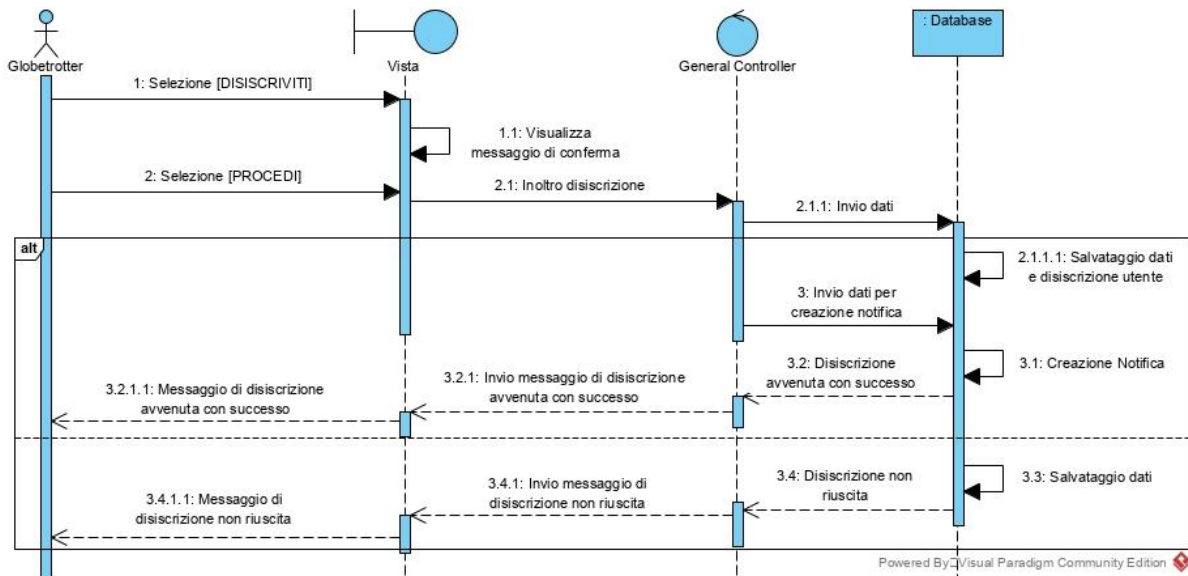 : Database
Globetrotter
Vista
General Controller
1: Selezione [DISISCRIVITI]
1.1: Visualizza
messaggio di conferma
2: Selezione [PROCEDI]
2.1: Inoltro disiscrizione
2.1.1: Invio dati
alt
2.1.1.1: Salvataggio dati
e disiscrizione utente
3: Invio dati per
creazione notifica
3.1: Creazione Notifica
3.2: Disiscrizione
avvenuta con successo
3.2.1: Invio messaggio di disiscrizione
avvenuta con successo
3.2.1.1: Messaggio di disiscrizione
avvenuta con successo
3.3: Salvataggio dati
3.4: Disiscrizione non
riuscita
3.4.1: Invio messaggio di
disiscrizione non riuscita
3.4.1.1: Messaggio di
disiscrizione non riuscita
Powered By Visual Paradigm Community Edition